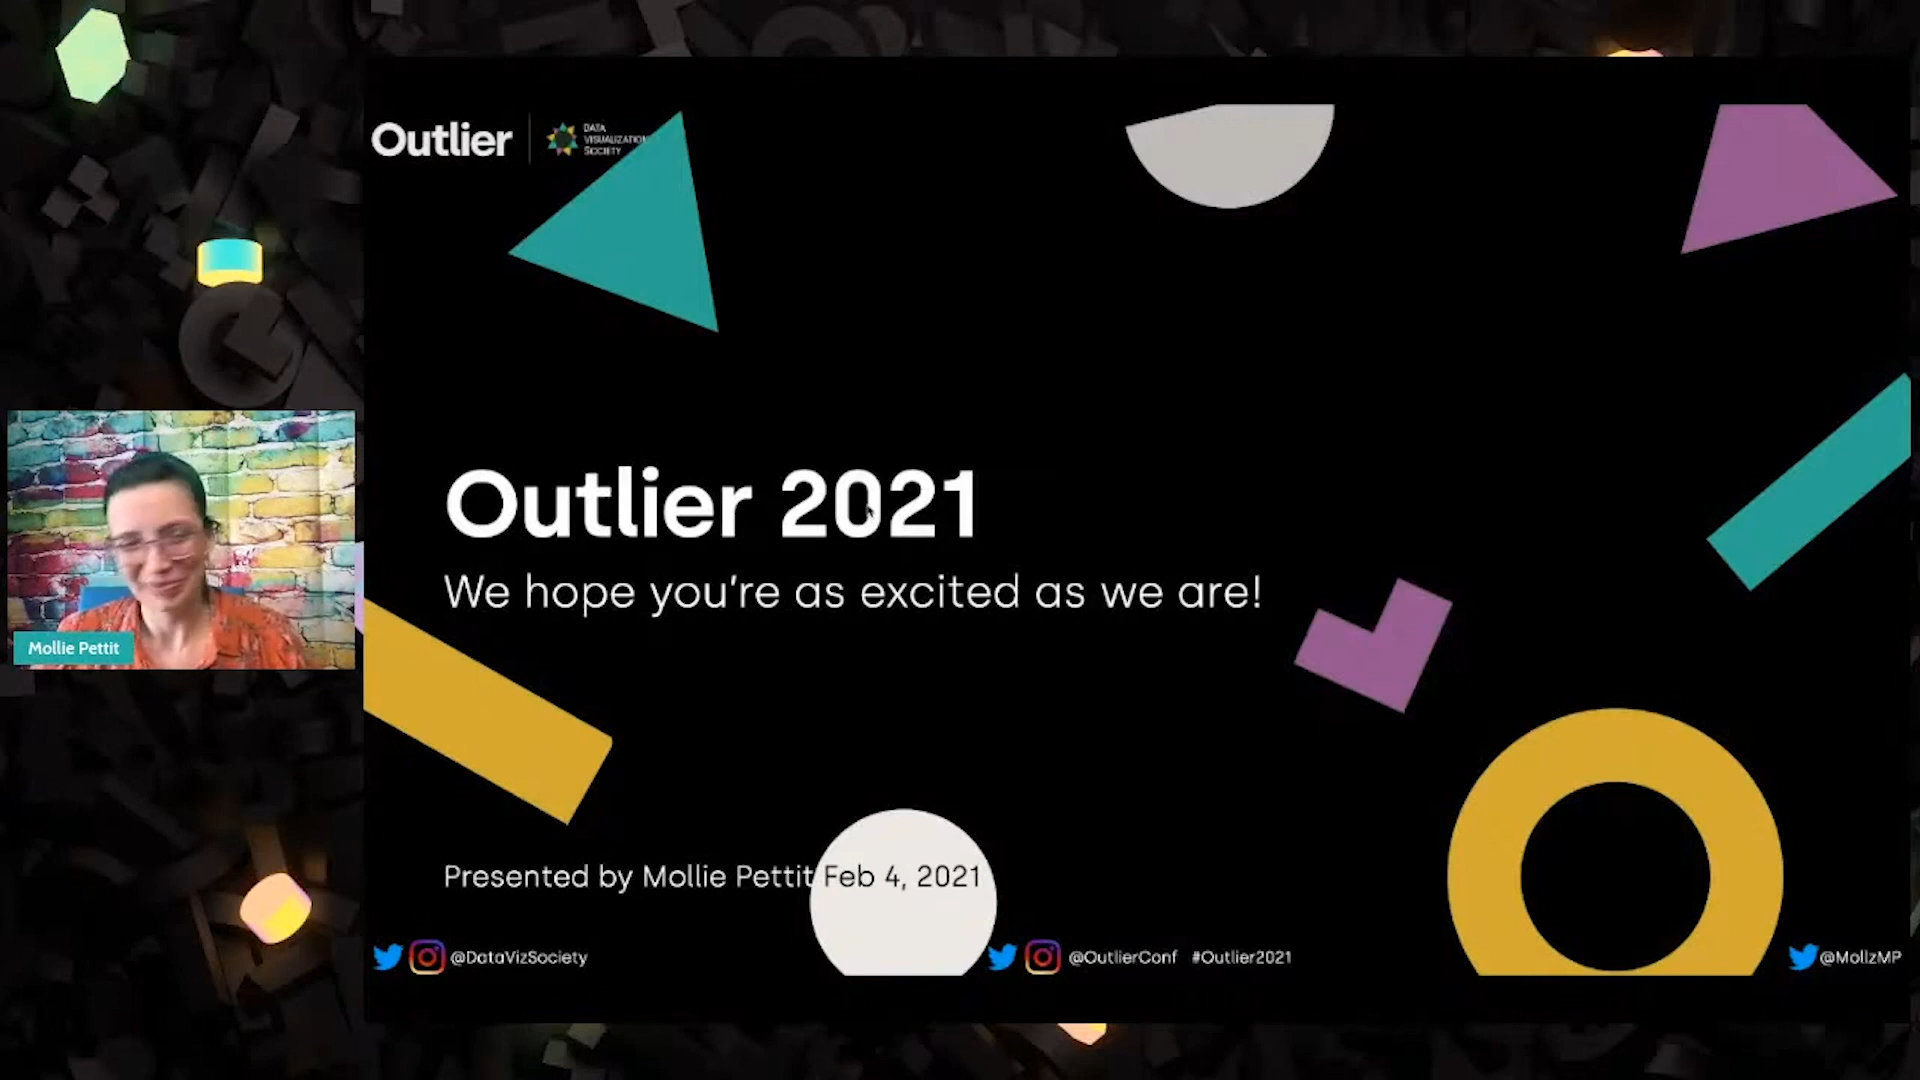 Outlier
DATA
VISUALIZATION
SOCIETY
Outlier 2021
We hope you're as excited as we are!
Mollie Pettit
Presented by Mollie Pettit Feb 4, 2021
@DataVizSociety
@OutlierConf #Outlier2021
@MollzMP